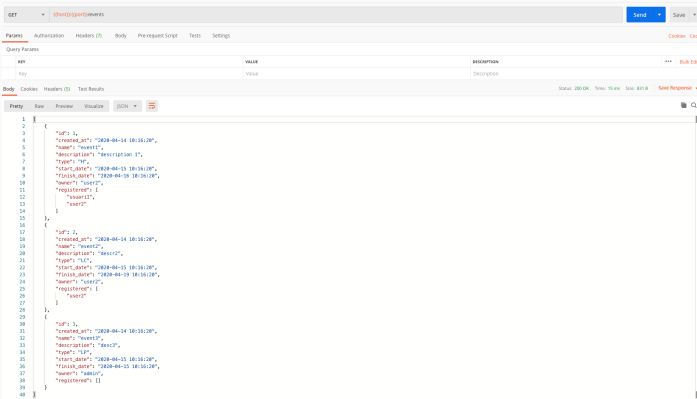 GET {{host}}{{port}}/events Send Save
Params Authorization Headers (7) Body Pre-request Script Tests Settings Cookies
Query Params
KEY VALUE DESCRIPTION ••• Bulk Edi
Key Value Description
Body Cookies Headers (5) Test Results Status: 200 OK Time: 15 ms Size: 831 B Save Response
Pretty Raw Preview Visualize JSON
1 [
2 {
3 "id": 1,
4 "created_at": "2020-04-14 10:16:20",
5 "name": "event1",
6 "description": "description 1",
7 "type": "H",
8 "start_date": "2020-04-15 10:16:20",
9 "finish_date": "2020-04-16 10:16:20",
10 "owner": "user2",
11 "registered": [
12 "usuari1",
13 "user2"
14 ]
15 },
16 {
17 "id": 2,
18 "created_at": "2020-04-14 10:16:20",
19 "name": "event2",
20 "description": "descr2",
21 "type": "LC",
22 "start_date": "2020-04-15 10:16:20",
23 "finish_date": "2020-04-19 10:16:20",
24 "owner": "user2",
25 "registered": [
26 "user2"
27 ]
28 },
29 {
30 "id": 3,
31 "created_at": "2020-04-14 10:16:20",
32 "name": "event3",
33 "description": "desc3",
34 "type": "LP",
35 "start_date": "2020-04-15 10:16:20",
36 "finish_date": "2020-04-15 10:16:20",
37 "owner": "admin",
38 "registered": []
39 }
40 ]